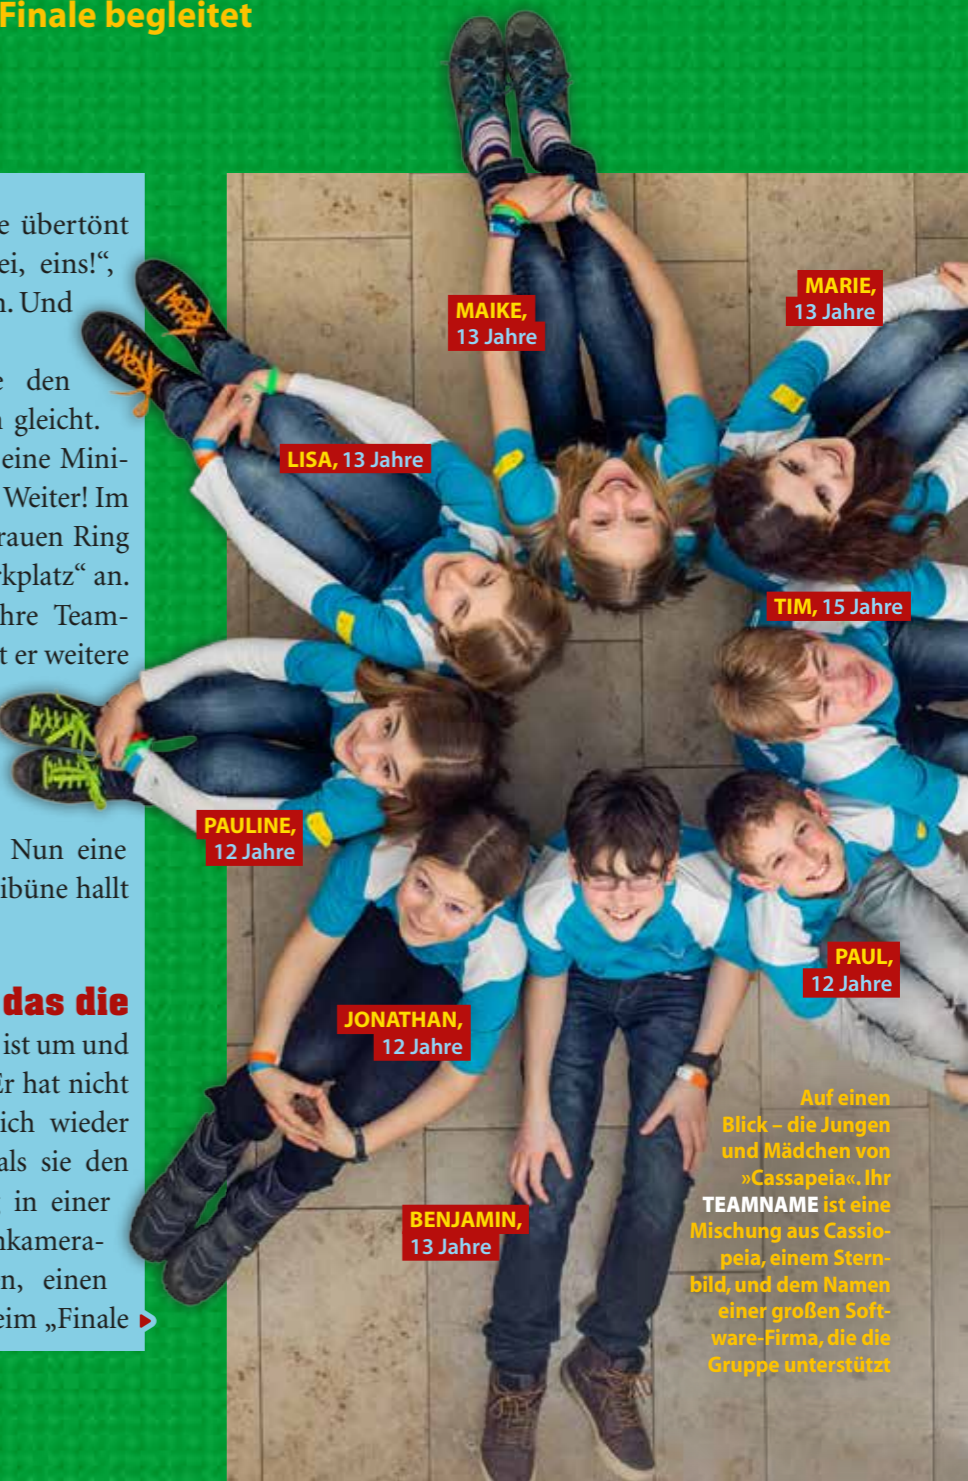 Finale begleitet
e übertönt
ei, eins!“,
n. Und
e den
n gleicht.
eine Mini-
Weiter! Im
rauen Ring
rkplatz“ an.
hre Team-
t er weitere
Nun eine
ibüne hallt
das die
ist um und
Er hat nicht
ich wieder
als sie den
in einer
nkamera-
n, einen
eim „Finale
MAIKE,
13 Jahre
MARIE,
13 Jahre
LISA, 13 Jahre
TIM, 15 Jahre
PAULINE,
12 Jahre
PAUL,
12 Jahre
JONATHAN,
12 Jahre
BENJAMIN,
13 Jahre
Auf einen
Blick – die Jungen
und Mädchen von
»Cassapeia«. Ihr
TEAMNAME ist eine
Mischung aus Cassio-
peia, einem Stern-
bild, und dem Namen
einer großen Soft-
ware-Firma, die die
Gruppe unterstützt